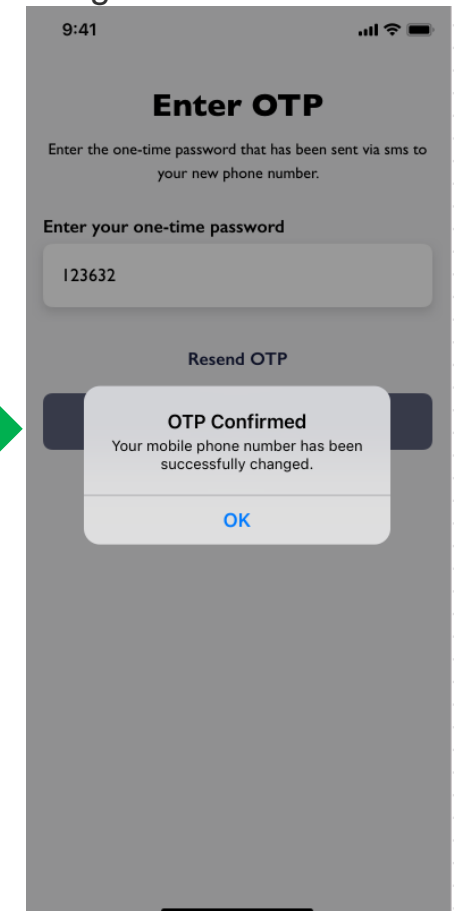 9:41
Enter OTP
Enter the one-time password that has been sent via sms to
your new phone number.
Enter your one-time password
123632
Resend OTP
OTP Confirmed
Your mobile phone number has been
successfully changed.
OK